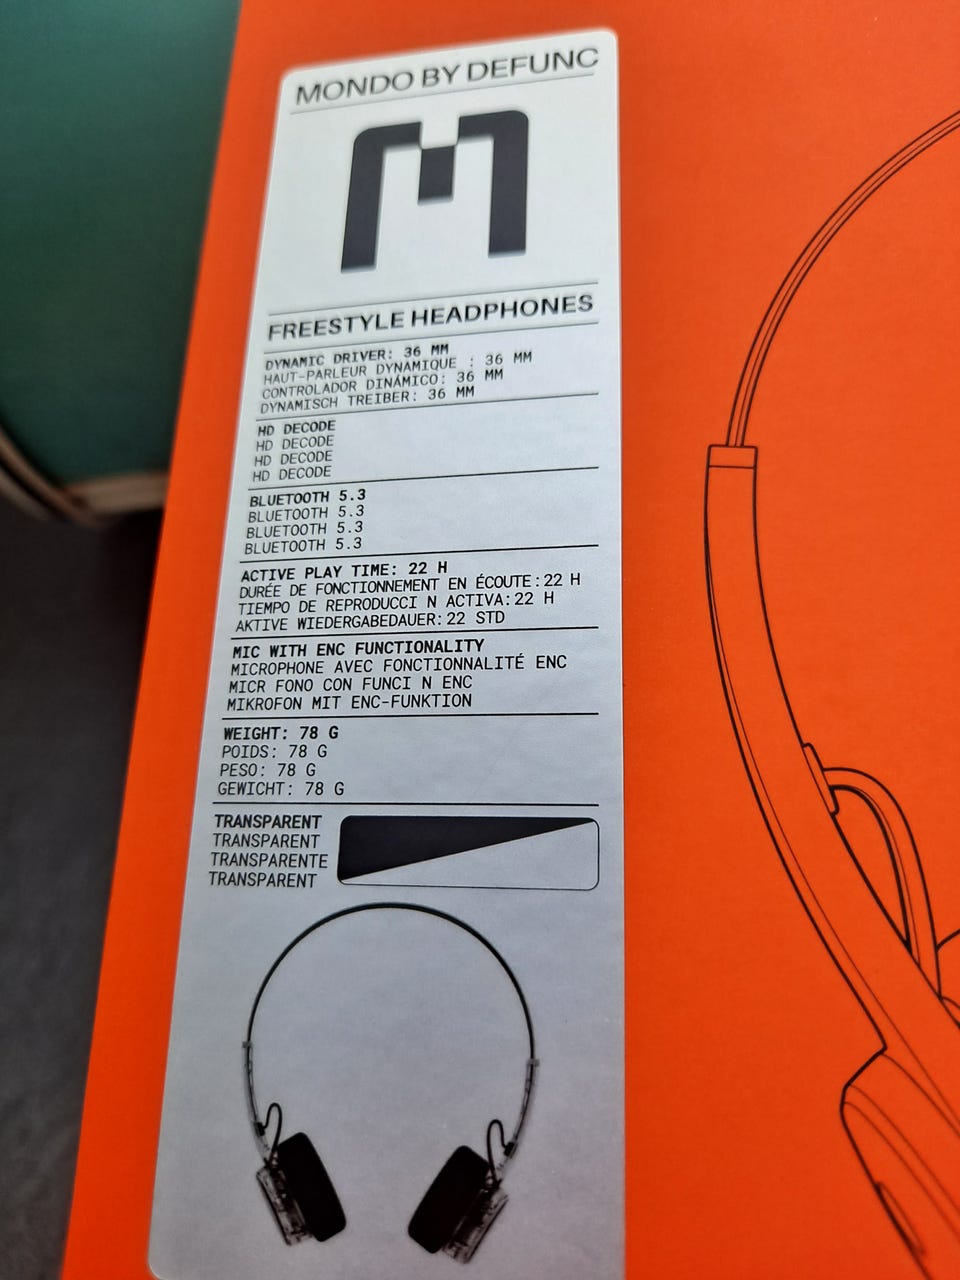 MONDO BY DEFUNC
M
FREESTYLE HEADPHONES
DYNAMIC DRIVER: 36 MM
HAUT-PARLEUR DYNAMIQUE : 36 MM
CONTROLADOR DINÁMICO: 36 MM
DYNAMISCH TREIBER: 36 MM
HD DECODE
HD DECODE
HD DECODE
HD DECODE
BLUETOOTH 5.3
BLUETOOTH 5.3
BLUETOOTH 5.3
BLUETOOTH 5.3
ACTIVE PLAY TIME: 22 H
DURÉE DE FONCTIONNEMENT EN ÉCOUTE:22 H
TIEMPO DE REPRODUCCI N ACTIVA:22 H
AKTIVE WIEDERGABEDAUER:22 STD
MIC WITH ENC FUNCTIONALITY
MICROPHONE AVEC FONCTIONNALITÉ ENC
MICR FONO CON FUNCI N ENC
MIKROFON MIT ENC-FUNKTION
WEIGHT: 78 G
POIDS: 78 G
PESO: 78 G
GEWICHT: 78 G
TRANSPARENT
TRANSPARENT
TRANSPARENTE
TRANSPARENT